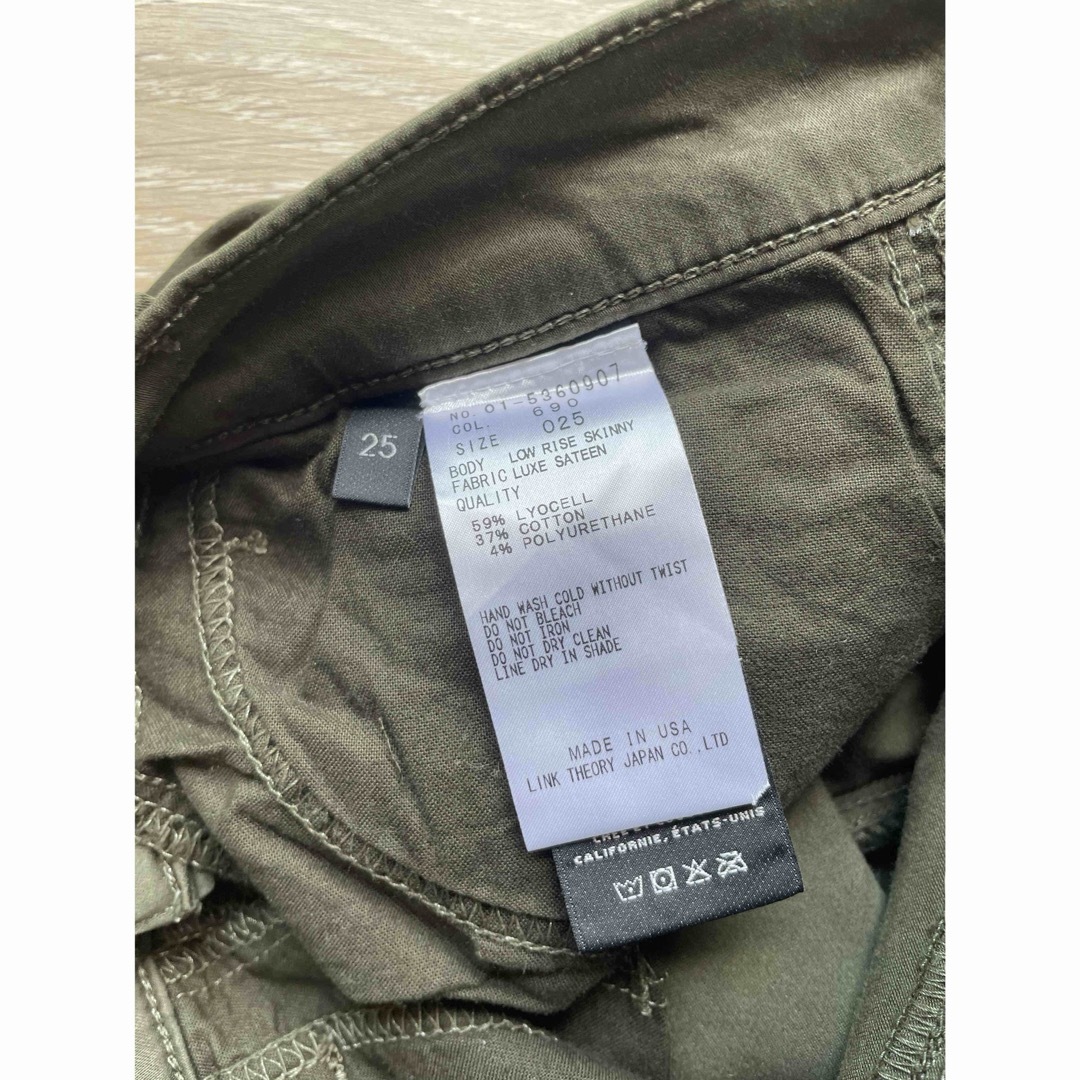 25
NO. 01-5360907
COL. 690
SIZE 025
BODY LOW RISE SKINNY
FABRIC LUXE SATEEN
QUALITY
59% LYOCELL
37% COTTON
4% POLYURETHANE
HAND WASH COLD WITHOUT TWIST
DO NOT BLEACH
DO NOT IRON
DO NOT DRY CLEAN
LINE DRY IN SHADE
MADE IN USA
LINK THEORY JAPAN CO.,LTD
CALIFORNIE, ÉTATS-UNIS